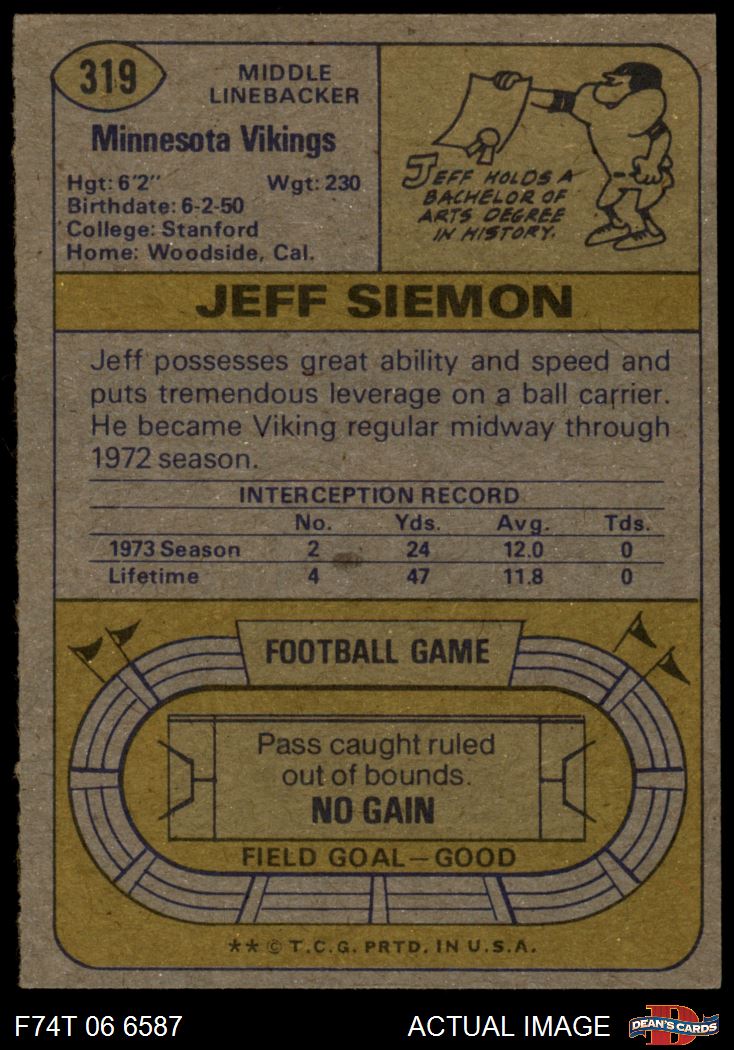 319
MIDDLE
LINEBACKER
Minnesota Vikings
Hgt: 6'2" Wgt: 230
Birthdate: 6-2-50
College: Stanford
Home: Woodside, Cal.
JEFF HOLDS A
BACHELOR OF
ARTS DEGREE
IN HISTORY.
JEFF SIEMON
Jeff possesses great ability and speed and
puts tremendous leverage on a ball carrier.
He became Viking regular midway through
1972 season.
INTERCEPTION RECORD
No. Yds. Avg. Tds.
1973 Season 2 24 12.0 0
Lifetime 4 47 11.8 0
FOOTBALL GAME
Pass caught ruled
out of bounds.
NO GAIN
FIELD GOAL—GOOD
** © T.C.G. PRTD. IN U.S.A.
F74T 06 6587 ACTUAL IMAGE D DEAN'S CARDS